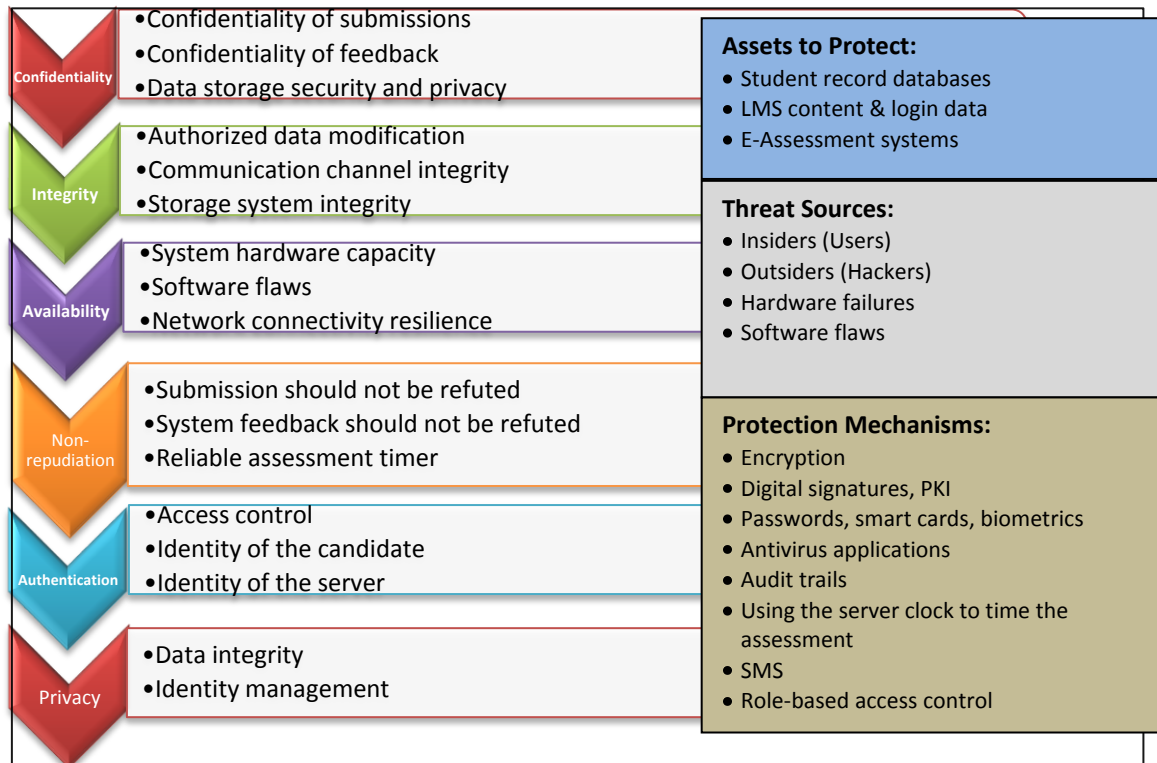 Confidentiality
•Confidentiality of submissions
•Confidentiality of feedback
•Data storage security and privacy
Integrity
•Authorized data modification
•Communication channel integrity
•Storage system integrity
Availability
•System hardware capacity
•Software flaws
•Network connectivity resilience
Non-
repudiation
•Submission should not be refuted
•System feedback should not be refuted
•Reliable assessment timer
Authentication
•Access control
•Identity of the candidate
•Identity of the server
Privacy
•Data integrity
•Identity management
Assets to Protect:
• Student record databases
• LMS content & login data
• E-Assessment systems
Threat Sources:
• Insiders (Users)
• Outsiders (Hackers)
• Hardware failures
• Software flaws
Protection Mechanisms:
• Encryption
• Digital signatures, PKI
• Passwords, smart cards, biometrics
• Antivirus applications
• Audit trails
• Using the server clock to time the
assessment
• SMS
• Role-based access control